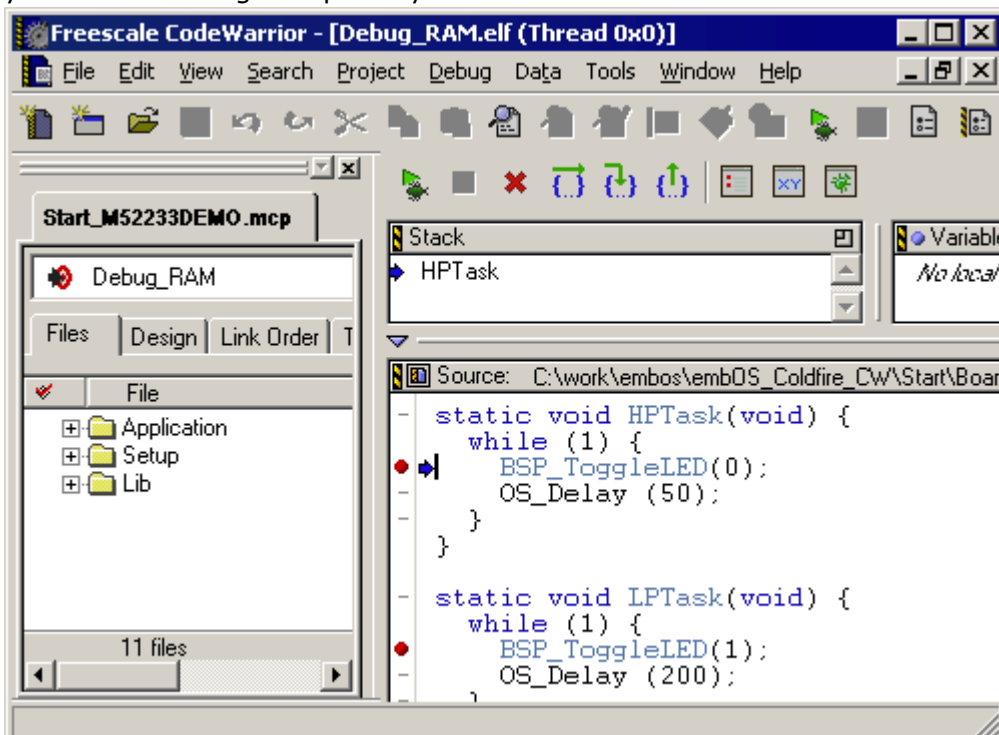 Freescale CodeWarrior - [Debug_RAM.elf (Thread 0x0)]
File Edit View Search Project Debug Data Tools Window Help
Start_M52233DEMO.mcp
Debug_RAM
Files Design Link Order T
File
Application
Setup
Lib
11 files
Stack
HPTask
Variable
No local
Source: C:\work\embos\embOS_Coldfire_CW\Start\Boar
static void HPTask(void) {
while (1) {
BSP_ToggleLED(0);
OS_Delay (50);
}
}
static void LPTask(void) {
while (1) {
BSP_ToggleLED(1);
OS_Delay (200);
}